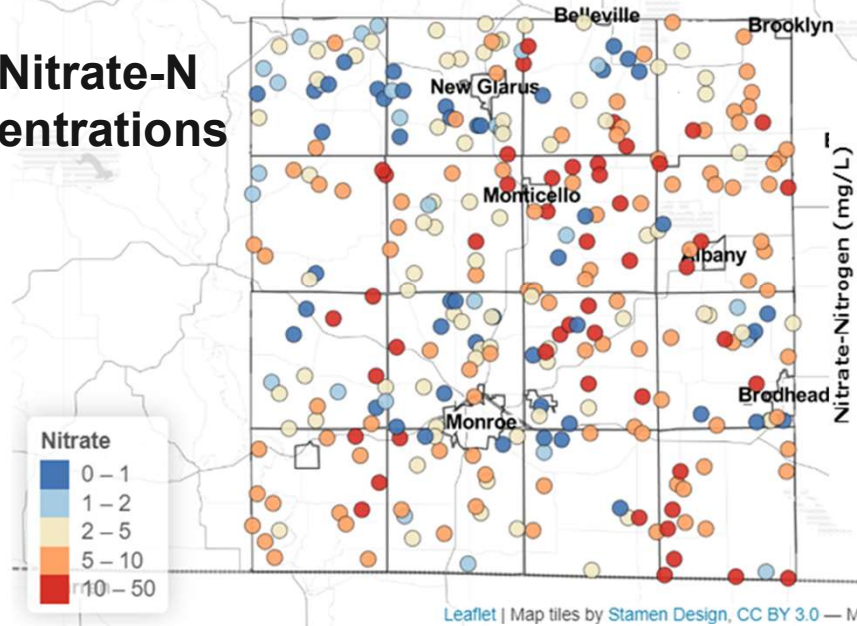 Nitrate-N
entrations
Belleville
Brooklyn
New Glarus
Monticello
Albany
Brodhead
Monroe
Nitrate
0 – 1
1 – 2
2 – 5
5 – 10
10 – 50
Nitrate-Nitrogen (mg/L)
Leaflet | Map tiles by Stamen Design, CC BY 3.0 — M